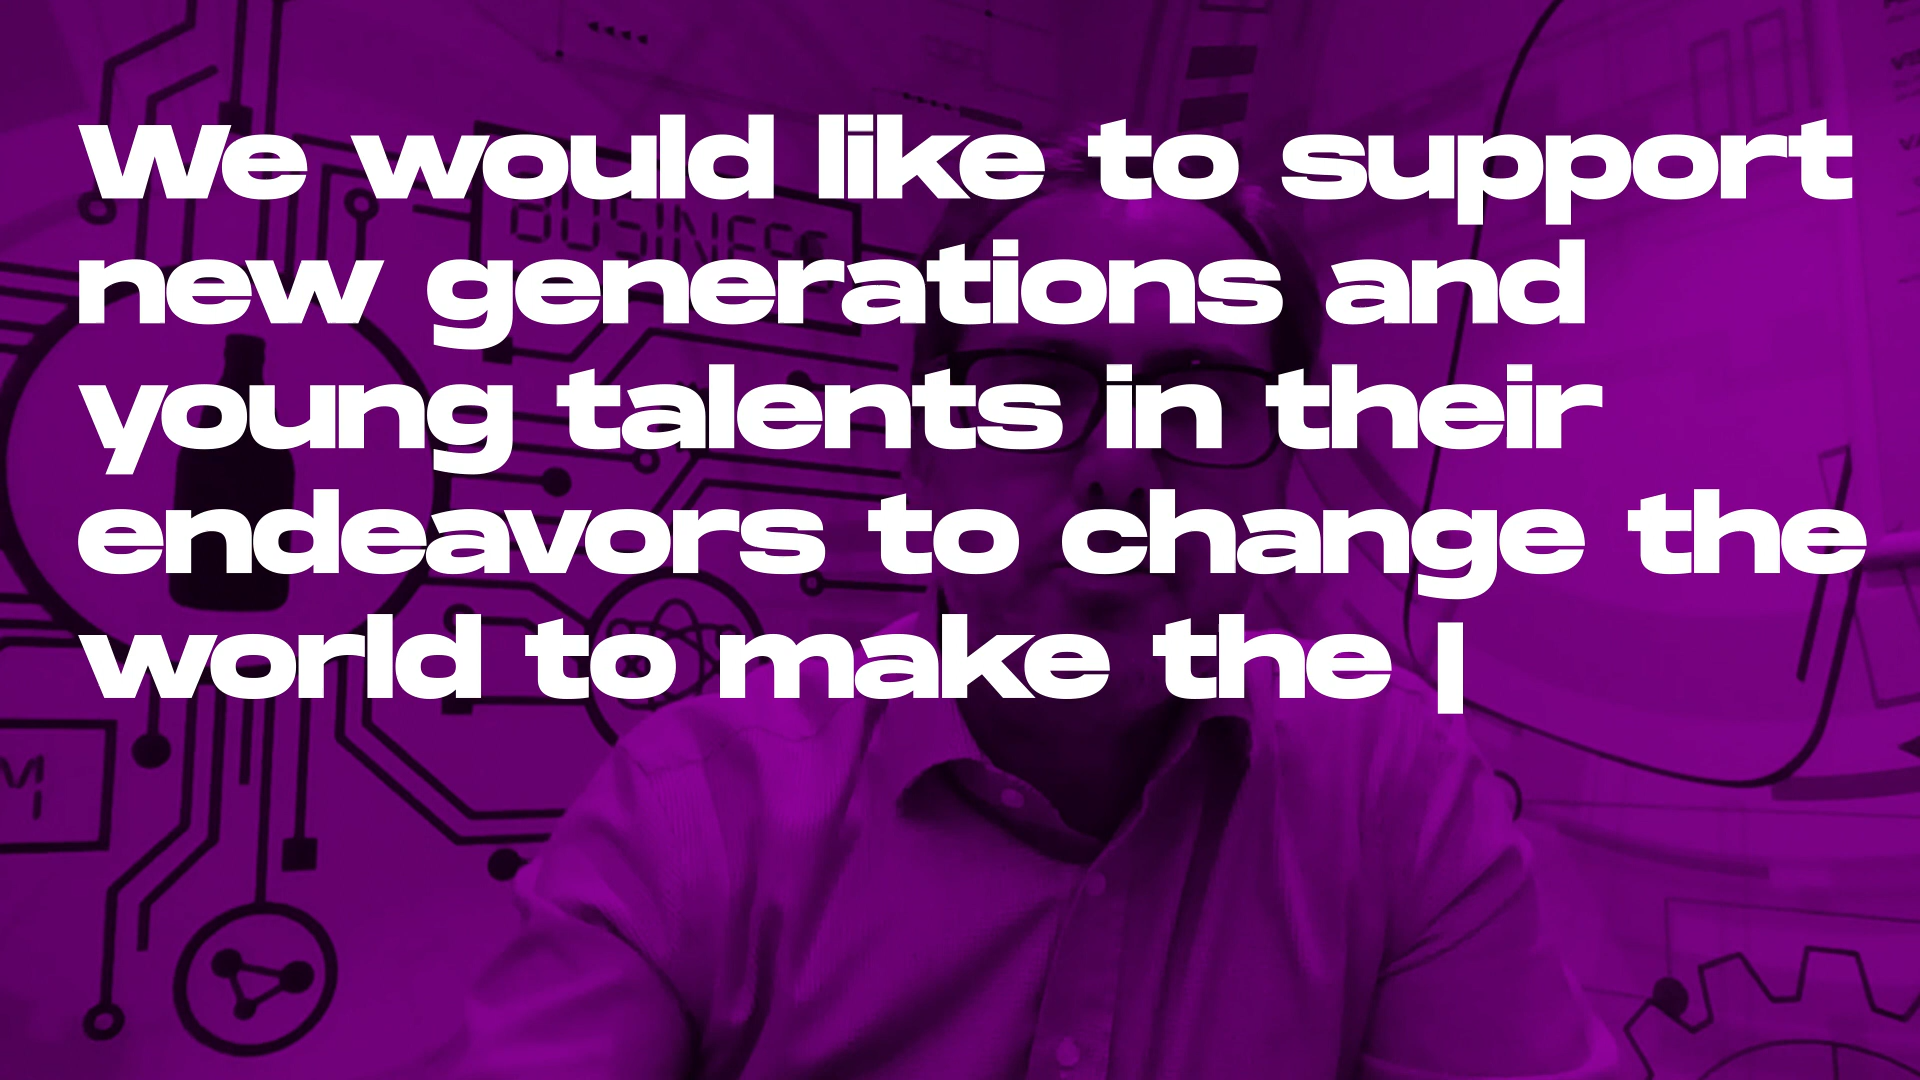 We would like to support
new generations and
young talents in their
endeavors to change the
world to make the |
BUSINESS